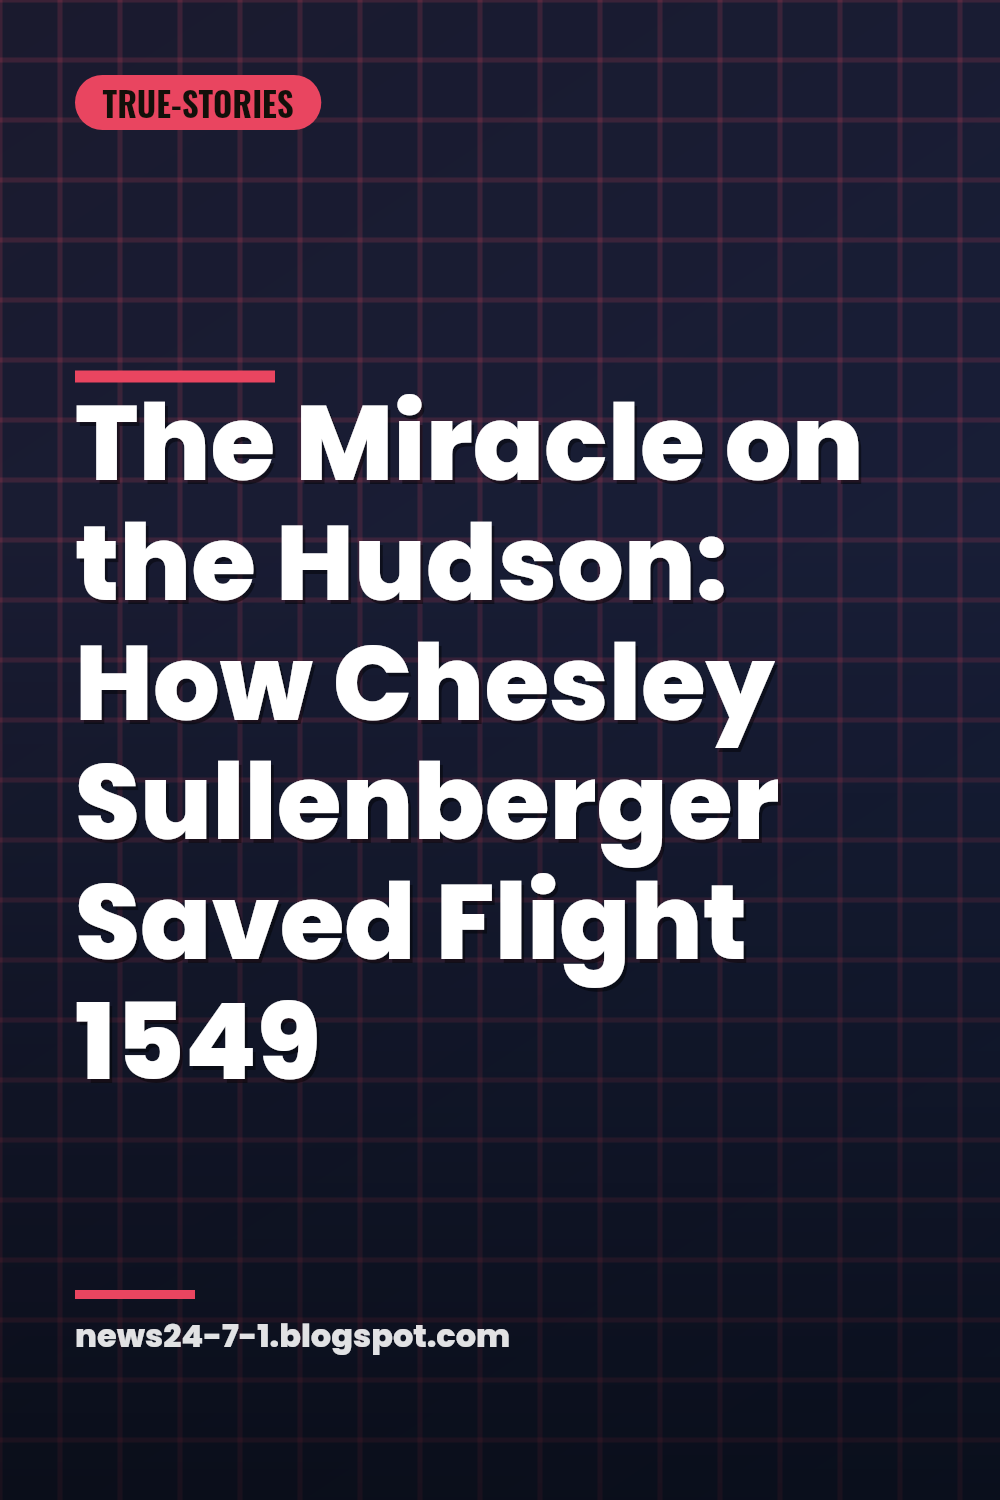 TRUE-STORIES
The Miracle on
the Hudson:
How Chesley
Sullenberger
Saved Flight
1549
news24-7-1.blogspot.com